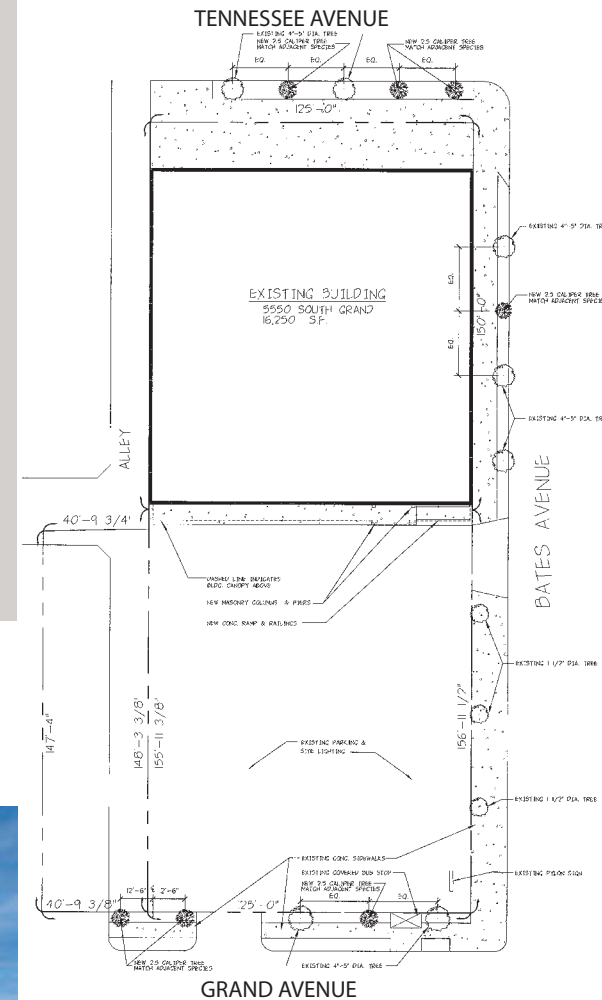 TENNESSEE AVENUE
EXISTING 4"-5" DIA. TREE
NEW 2.5 CALIPER TREE
MATCH ADJACENT SPECIES
NEW 2.5 CALIPER TREE
MATCH ADJACENT SPECIES
EQ.
EQ.
EQ.
EQ.
125'-0"
EXISTING 4"-5" DIA. TR
EQ.
NEW 2.5 CALIPER TREE
MATCH ADJACENT SPECIE
150'-0"
EQ.
EXISTING BUILDING
5550 SOUTH GRAND
16,250 S.F.
EXISTING 4"-5" DIA. TR
ALLEY
BATES AVENUE
40'-9 3/4"
DASHED LINE INDICATES
BLDG. CANOPY ABOVE
NEW MASONRY COLUMNS & PIERS
NEW CONC. RAMP & RAILINGS
EXISTING 1 1/2" DIA. TREE
147'-4"
148'-3 3/8"
155'-11 3/8"
156'-11 1/2"
EXISTING PARKING &
SITE LIGHTING
EXISTING 1 1/2" DIA. TREE
EXISTING CONC. SIDEWALKS
EXISTING COVERED BUS STOP
EXISTING PYLON SIGN
NEW 2.5 CALIPER TREE
MATCH ADJACENT SPECIES
12'-6"
2'-6"
EQ.
EQ.
40'-9 3/8"
25'-0"
NEW 2.5 CALIPER TREE
MATCH ADJACENT SPECIES
EXISTING 4"-5" DIA. TREE
GRAND AVENUE